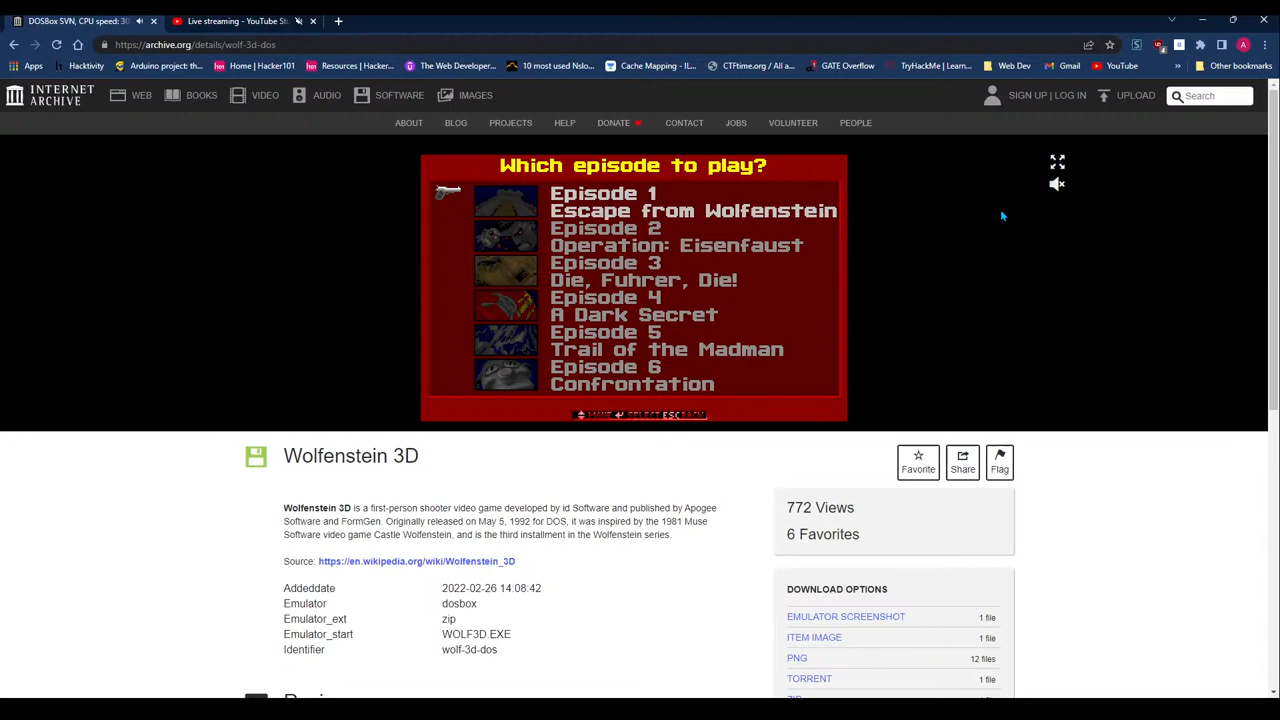 DOSBox SVN, CPU speed: 30
Live streaming - YouTube St
https://archive.org/details/wolf-3d-dos
Apps
Hacktivity
Arduino project: th...
Home | Hacker101
Resources | Hacker...
The Web Developer...
10 most used Nslo...
Cache Mapping - IL...
CTFtime.org / All a...
GATE Overflow
TryHackMe | Learn...
Web Dev
Gmail
YouTube
»
Other bookmarks
INTERNET ARCHIVE
WEB
BOOKS
VIDEO
AUDIO
SOFTWARE
IMAGES
SIGN UP | LOG IN
UPLOAD
Search
ABOUT
BLOG
PROJECTS
HELP
DONATE
CONTACT
JOBS
VOLUNTEER
PEOPLE
Which episode to play?
Episode 1
Escape from Wolfenstein
Episode 2
Operation: Eisenfaust
Episode 3
Die, Fuhrer, Die!
Episode 4
A Dark Secret
Episode 5
Trail of the Madman
Episode 6
Confrontation
MOVE SELECT ESC BACK
Wolfenstein 3D
Favorite
Share
Flag
Wolfenstein 3D is a first-person shooter video game developed by id Software and published by Apogee
Software and FormGen. Originally released on May 5, 1992 for DOS, it was inspired by the 1981 Muse
Software video game Castle Wolfenstein, and is the third installment in the Wolfenstein series.
Source: https://en.wikipedia.org/wiki/Wolfenstein_3D
Addeddate 2022-02-26 14:08:42
Emulator dosbox
Emulator_ext zip
Emulator_start WOLF3D.EXE
Identifier wolf-3d-dos
772 Views
6 Favorites
DOWNLOAD OPTIONS
EMULATOR SCREENSHOT 1 file
ITEM IMAGE 1 file
PNG 12 files
TORRENT 1 file